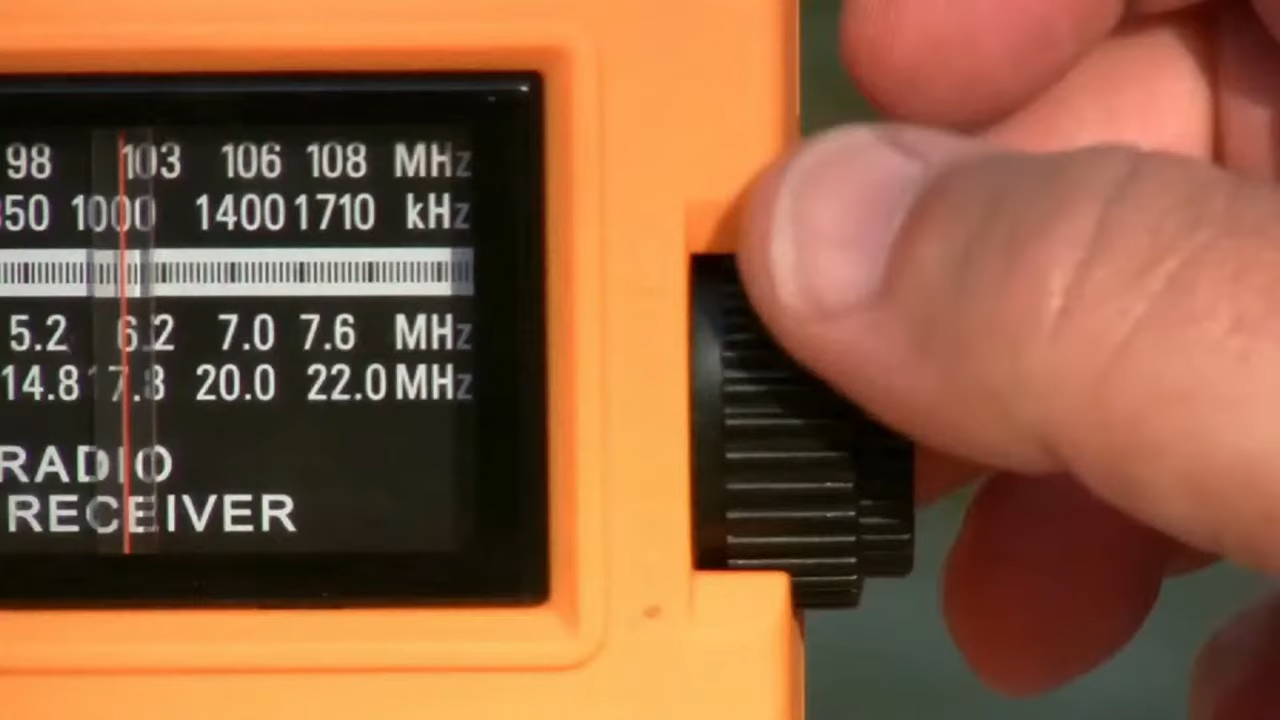 98 103 106 108 MHz
850 1000 1400 1710 kHz
5.2 6.2 7.0 7.6 MHz
14.8 17.8 20.0 22.0 MHz
RADIO
RECEIVER